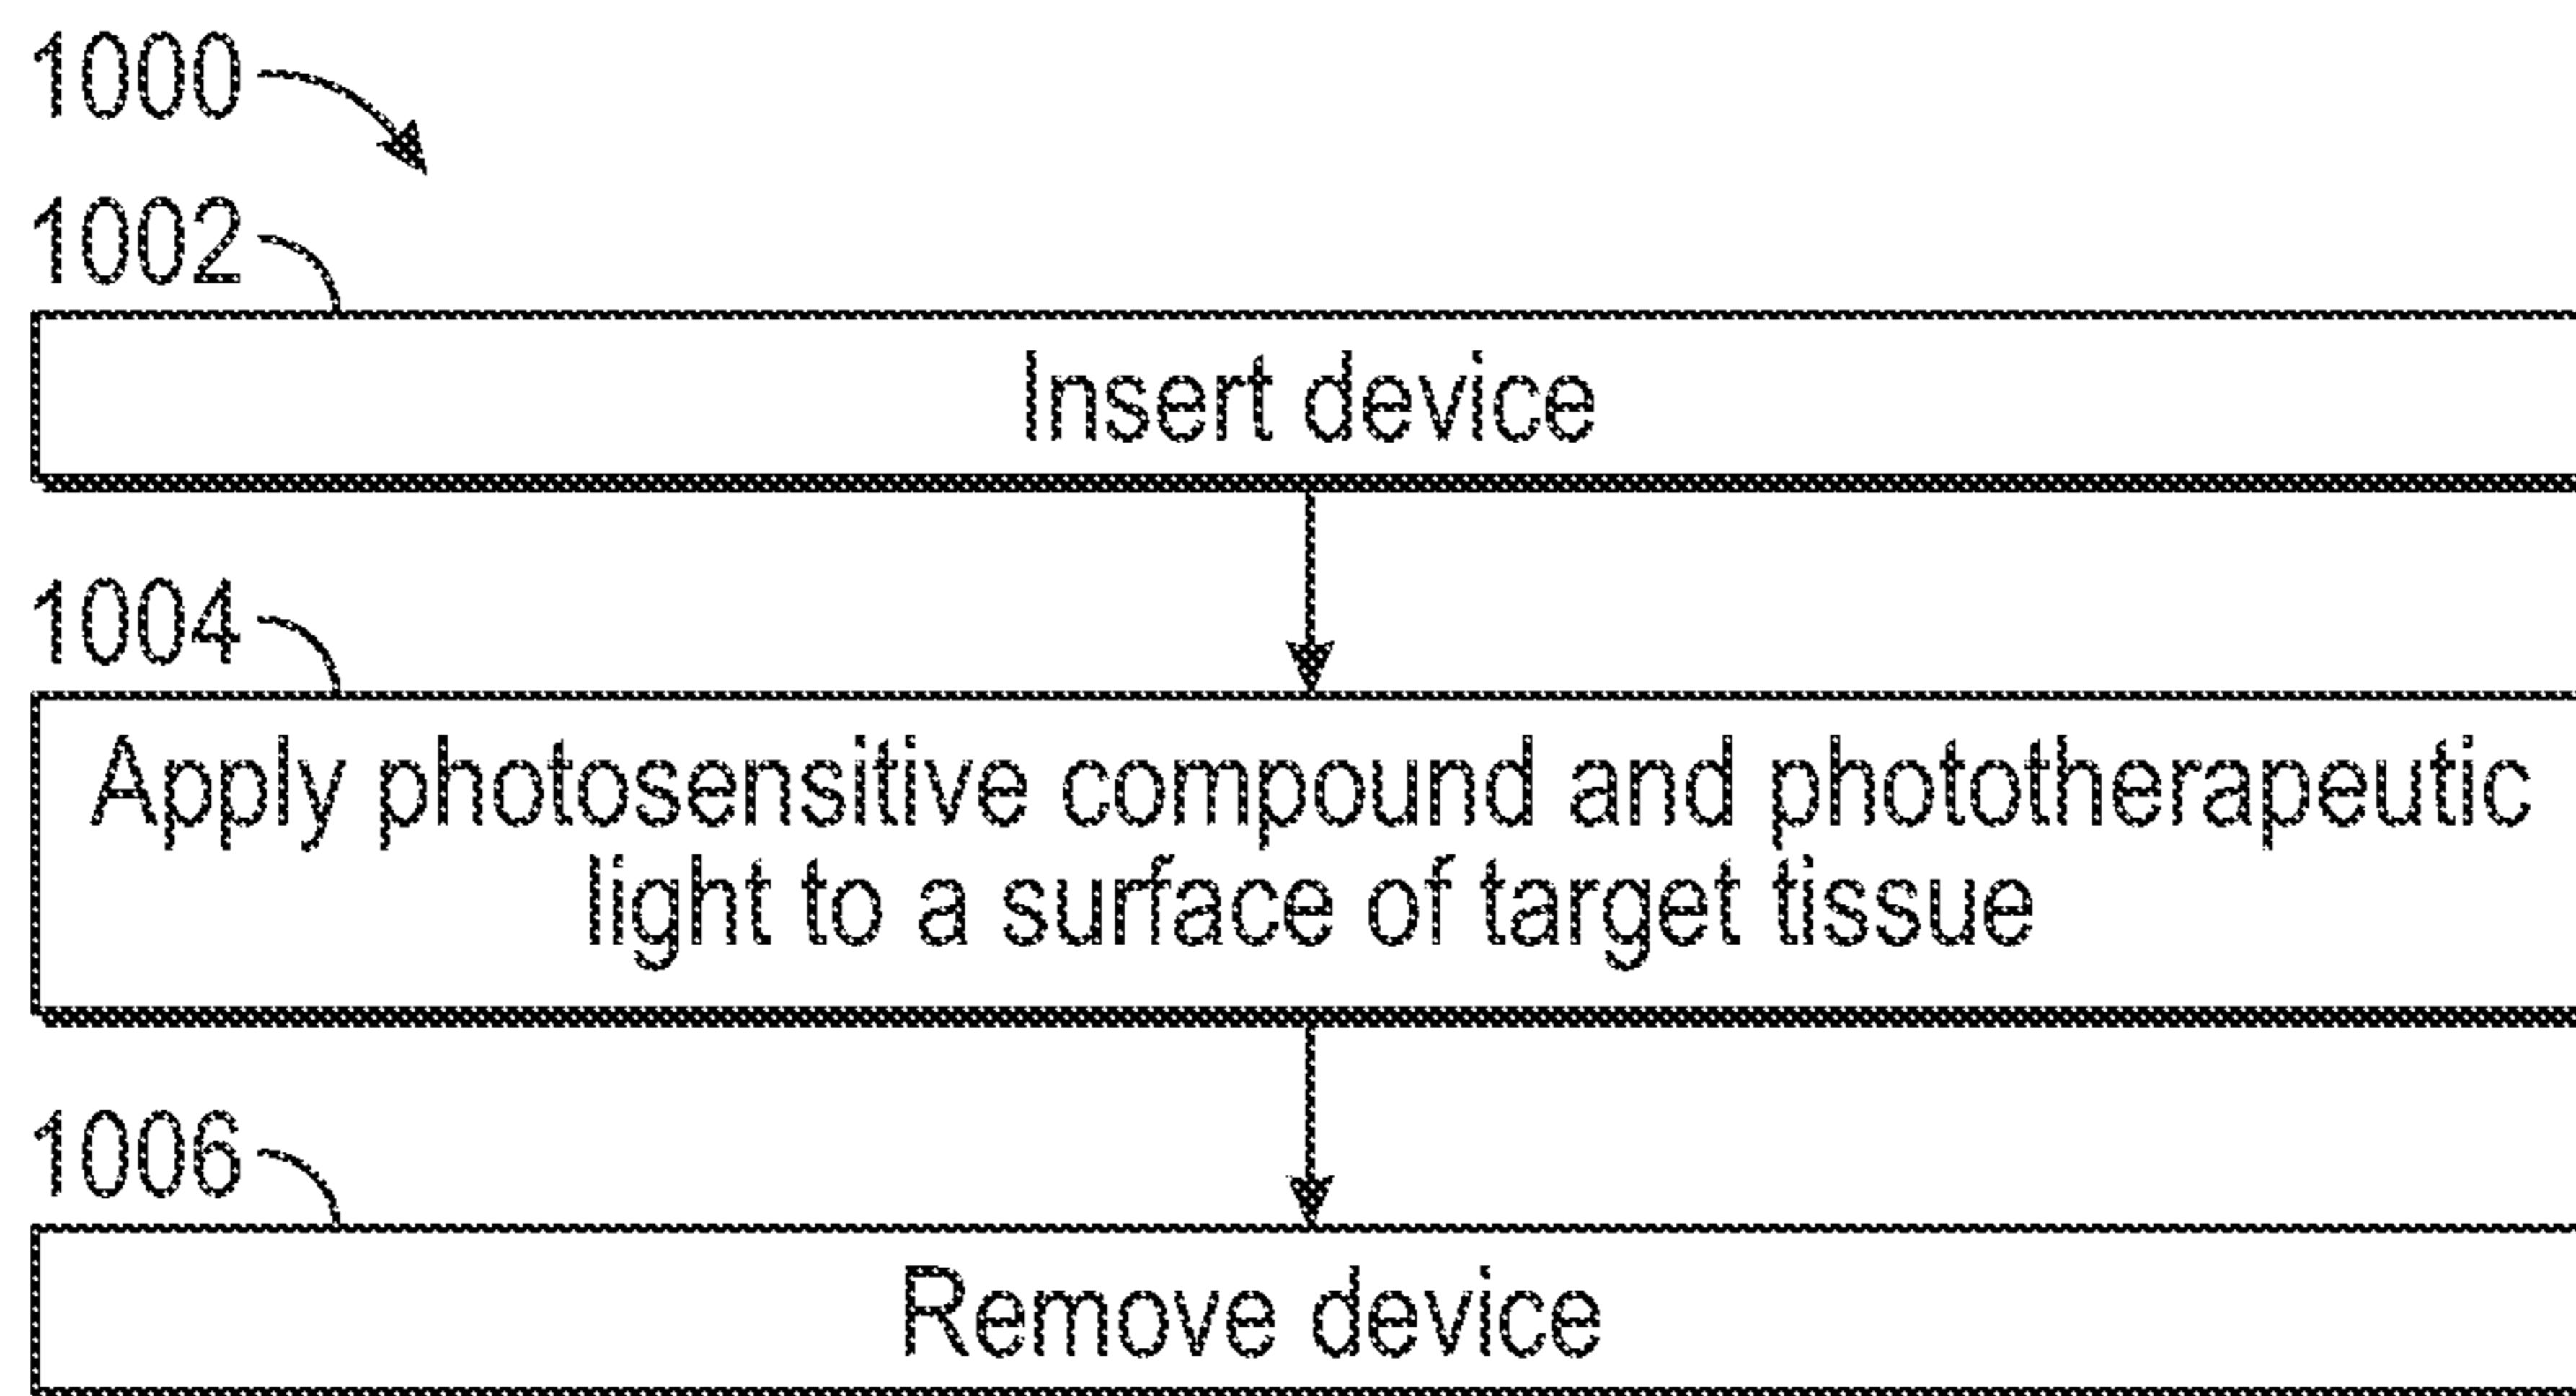 1000
1002
Insert device
1004
Apply photosensitive compound and phototherapeutic
light to a surface of target tissue
1006
Remove device